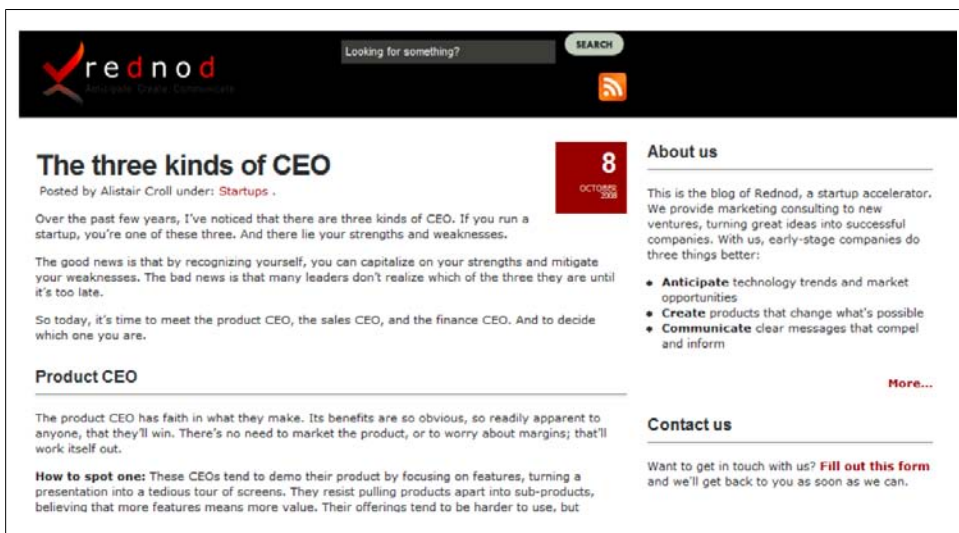 Looking for something?
SEARCH
rednod
Anticipate Create Communicate
The three kinds of CEO
8
OCTOBER
2008
Posted by Alistair Croll under: Startups .
Over the past few years, I've noticed that there are three kinds of CEO. If you run a
startup, you're one of these three. And there lie your strengths and weaknesses.
The good news is that by recognizing yourself, you can capitalize on your strengths and mitigate
your weaknesses. The bad news is that many leaders don't realize which of the three they are until
it's too late.
So today, it's time to meet the product CEO, the sales CEO, and the finance CEO. And to decide
which one you are.
Product CEO
The product CEO has faith in what they make. Its benefits are so obvious, so readily apparent to
anyone, that they'll win. There's no need to market the product, or to worry about margins; that'll
work itself out.
How to spot one: These CEOs tend to demo their product by focusing on features, turning a
presentation into a tedious tour of screens. They resist pulling products apart into sub-products,
believing that more features means more value. Their offerings tend to be harder to use, but
About us
This is the blog of Rednod, a startup accelerator.
We provide marketing consulting to new
ventures, turning great ideas into successful
companies. With us, early-stage companies do
three things better:
Anticipate technology trends and market
opportunities
Create products that change what's possible
Communicate clear messages that compel
and inform
More...
Contact us
Want to get in touch with us? Fill out this form
and we'll get back to you as soon as we can.